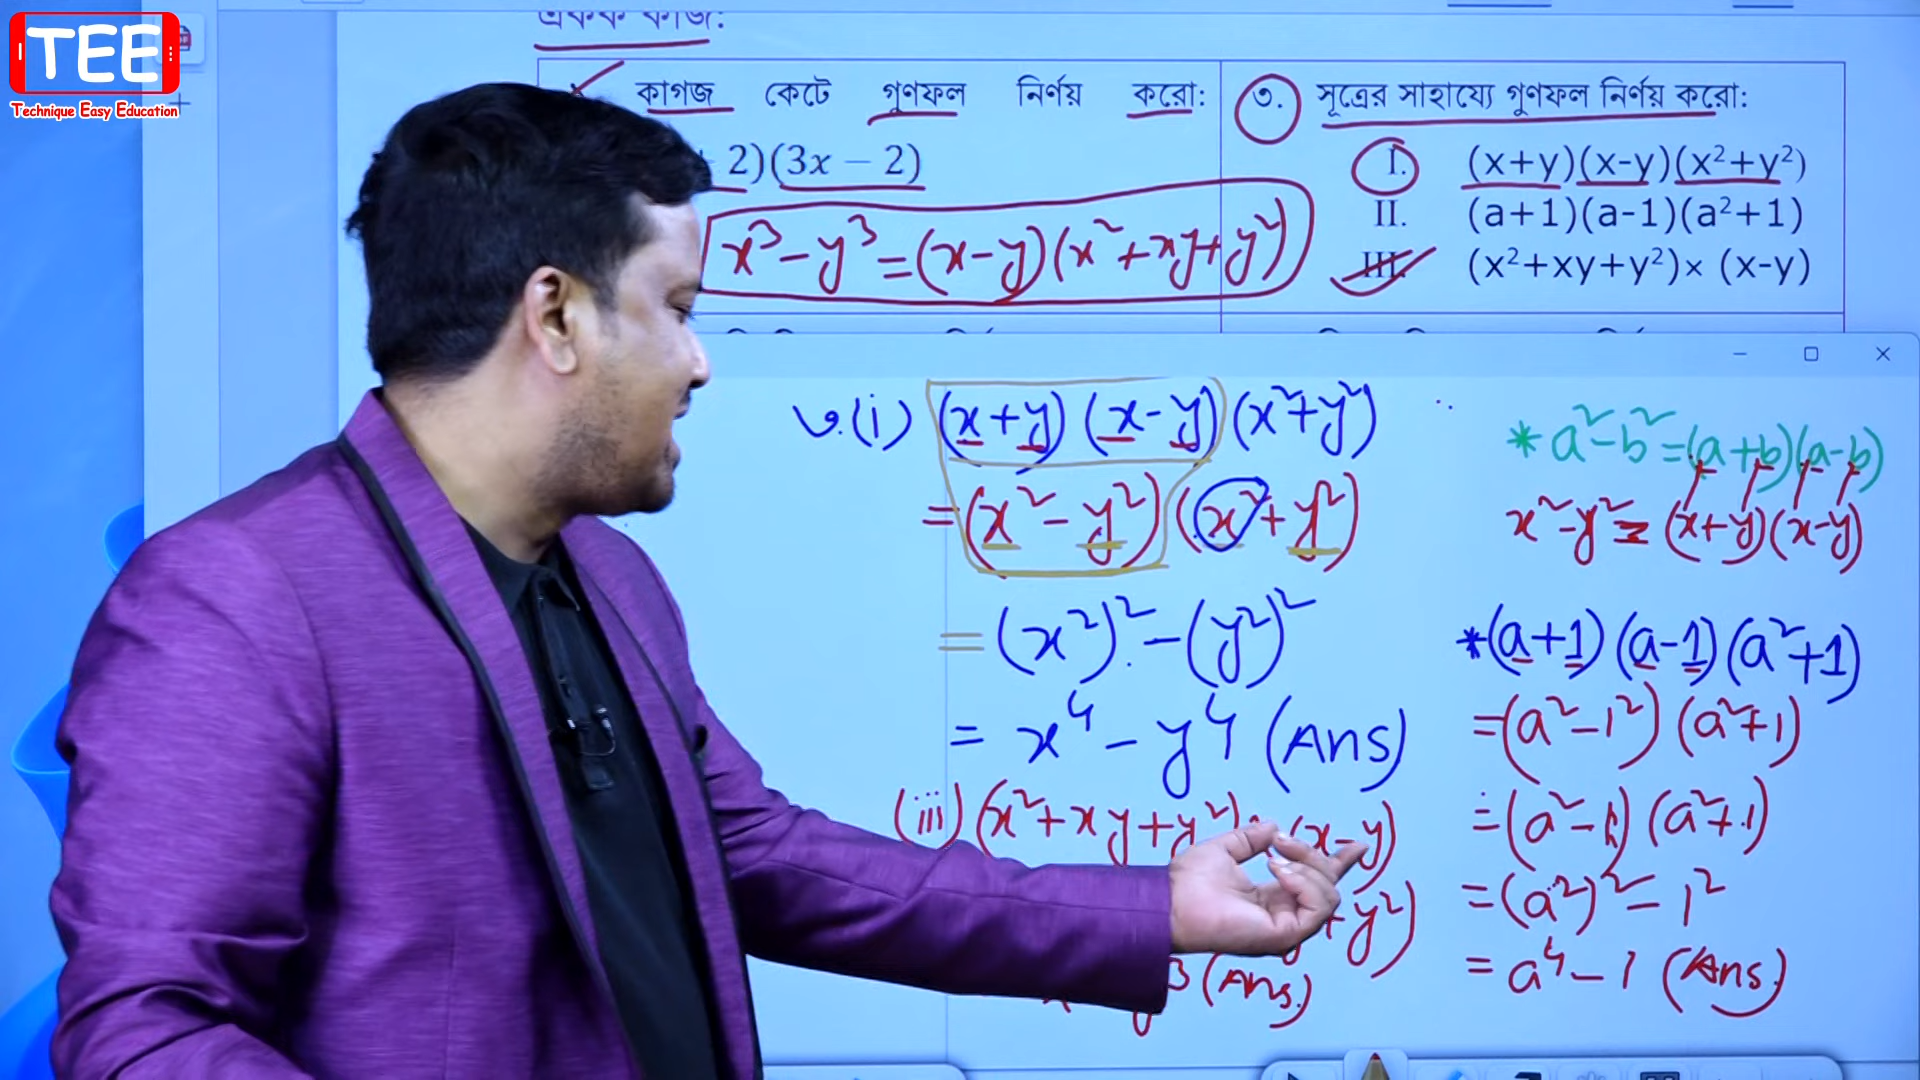 TEE
Technique Easy Education
একক কাজ:
কাগজ কেটে গুণফল নির্ণয় করো:
2)(3x − 2)
x³−y³=(x−y)(x²+xy+y²)
৩. সূত্রের সাহায্যে গুণফল নির্ণয় করো:
I. (x+y)(x-y)(x²+y²)
II. (a+1)(a-1)(a²+1)
III. (x²+xy+y²)× (x-y)
৩.(i) (x+y)(x-y)(x²+y²)
=(x²-y²)(x²+y²)
=(x²)²-(y²)²
= x⁴-y⁴ (Ans)
(iii) (x²+xy+y²) (x-y)
+y²)
3 (Ans.)
* a²-b²=(a+b)(a-b)
x²-y²=(x+y)(x-y)
*(a+1)(a-1)(a²+1)
=(a²-1²)(a²+1)
=(a²-1)(a²+1)
=(a²)²-1²
= a⁴-1 (Ans.)